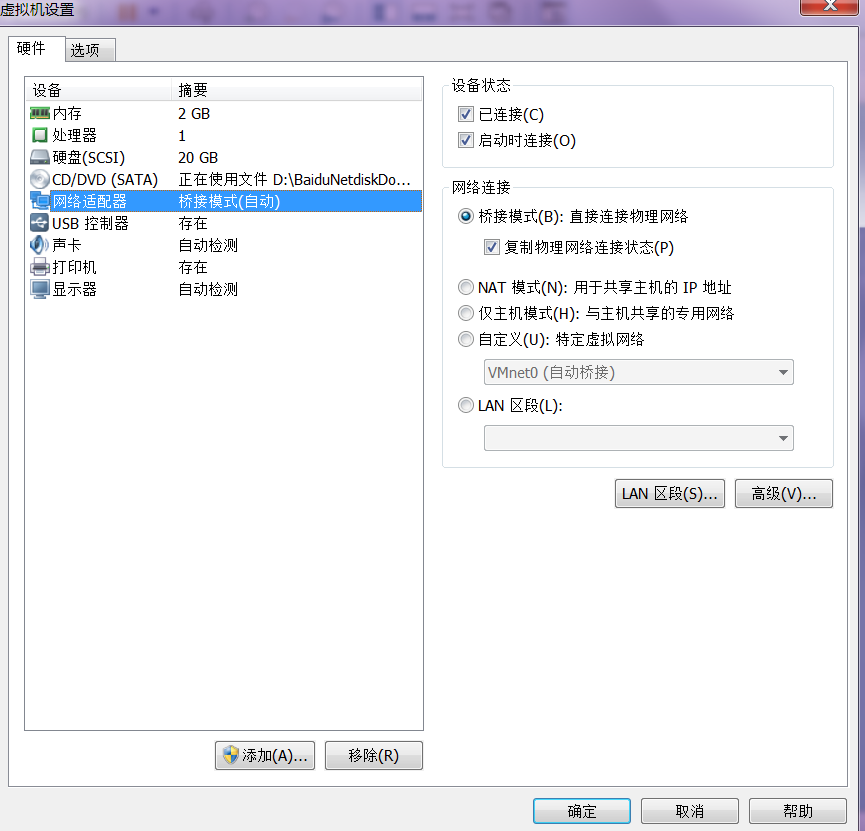 虚拟机设置
硬件 选项
设备 摘要
内存 2 GB
处理器 1
硬盘(SCSI) 20 GB
CD/DVD (SATA) 正在使用文件 D:\BaiduNetdiskDo...
网络适配器 桥接模式(自动)
USB 控制器 存在
声卡 自动检测
打印机 存在
显示器 自动检测
添加(A)... 移除(R)
设备状态
已连接(C)
启动时连接(O)
网络连接
桥接模式(B): 直接连接物理网络
复制物理网络连接状态(P)
NAT 模式(N): 用于共享主机的 IP 地址
仅主机模式(H): 与主机共享的专用网络
自定义(U): 特定虚拟网络
VMnet0 (自动桥接)
LAN 区段(L):
LAN 区段(S)... 高级(V)...
确定 取消 帮助